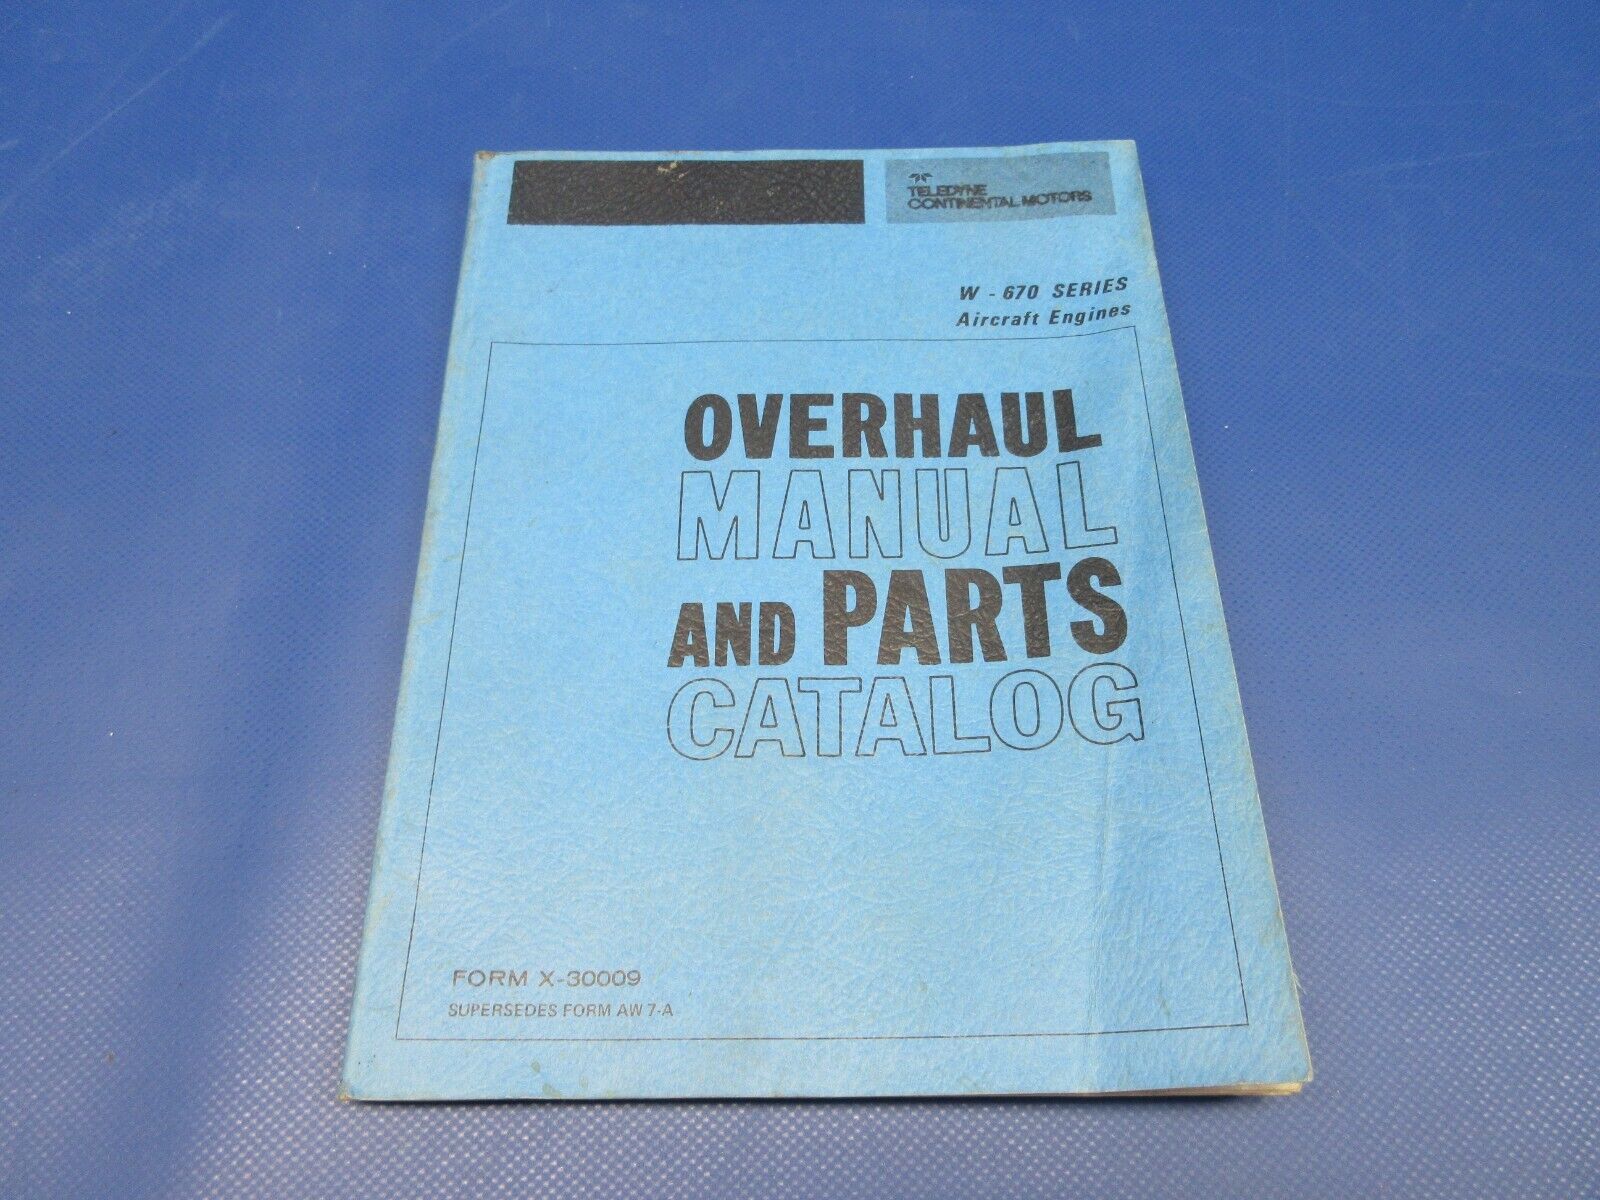 TELEDYNE
CONTINENTAL MOTORS
W - 670 SERIES
Aircraft Engines
OVERHAUL
MANUAL
AND PARTS
CATALOG
FORM X-30009
SUPERSEDES FORM AW 7-A